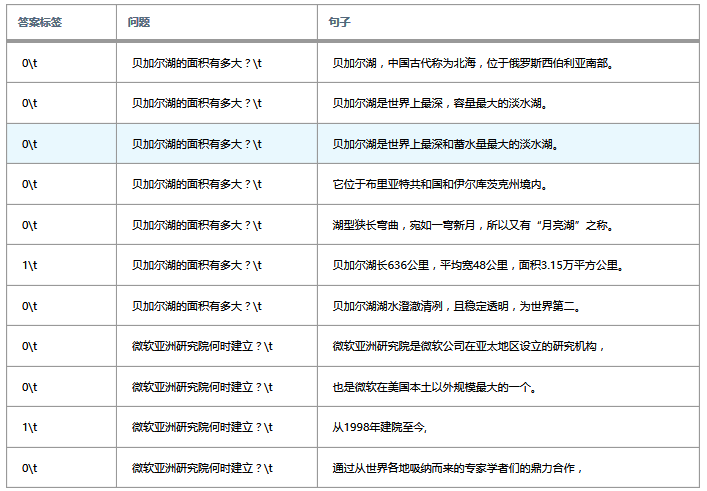 答案标签 问题 句子
0\t 贝加尔湖的面积有多大？\t 贝加尔湖，中国古代称为北海，位于俄罗斯西伯利亚南部。
0\t 贝加尔湖的面积有多大？\t 贝加尔湖是世界上最深，容量最大的淡水湖。
0\t 贝加尔湖的面积有多大？\t 贝加尔湖是世界上最深和蓄水量最大的淡水湖。
0\t 贝加尔湖的面积有多大？\t 它位于布里亚特共和国和伊尔库茨克州境内。
0\t 贝加尔湖的面积有多大？\t 湖型狭长弯曲，宛如一弯新月，所以又有“月亮湖”之称。
1\t 贝加尔湖的面积有多大？\t 贝加尔湖长636公里，平均宽48公里，面积3.15万平方公里。
0\t 贝加尔湖的面积有多大？\t 贝加尔湖湖水澄澈清冽，且稳定透明，为世界第二。
0\t 微软亚洲研究院何时建立？\t 微软亚洲研究院是微软公司在亚太地区设立的研究机构，
0\t 微软亚洲研究院何时建立？\t 也是微软在美国本土以外规模最大的一个。
1\t 微软亚洲研究院何时建立？\t 从1998年建院至今,
0\t 微软亚洲研究院何时建立？\t 通过从世界各地吸纳而来的专家学者们的鼎力合作，